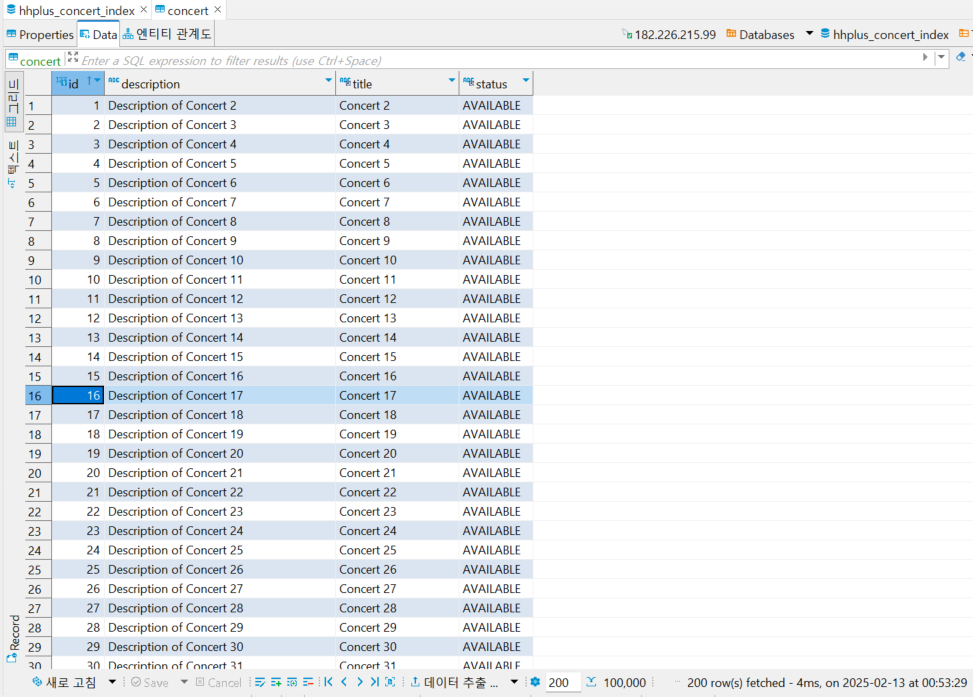 hhplus_concert_index concert
Properties Data 엔티티 관계도 182.226.215.99 Databases hhplus_concert_index
concert Enter a SQL expression to filter results (use Ctrl+Space)
그리드
텍스트
Record
id description title status
1 1 Description of Concert 2 Concert 2 AVAILABLE
2 2 Description of Concert 3 Concert 3 AVAILABLE
3 3 Description of Concert 4 Concert 4 AVAILABLE
4 4 Description of Concert 5 Concert 5 AVAILABLE
5 5 Description of Concert 6 Concert 6 AVAILABLE
6 6 Description of Concert 7 Concert 7 AVAILABLE
7 7 Description of Concert 8 Concert 8 AVAILABLE
8 8 Description of Concert 9 Concert 9 AVAILABLE
9 9 Description of Concert 10 Concert 10 AVAILABLE
10 10 Description of Concert 11 Concert 11 AVAILABLE
11 11 Description of Concert 12 Concert 12 AVAILABLE
12 12 Description of Concert 13 Concert 13 AVAILABLE
13 13 Description of Concert 14 Concert 14 AVAILABLE
14 14 Description of Concert 15 Concert 15 AVAILABLE
15 15 Description of Concert 16 Concert 16 AVAILABLE
16 16 Description of Concert 17 Concert 17 AVAILABLE
17 17 Description of Concert 18 Concert 18 AVAILABLE
18 18 Description of Concert 19 Concert 19 AVAILABLE
19 19 Description of Concert 20 Concert 20 AVAILABLE
20 20 Description of Concert 21 Concert 21 AVAILABLE
21 21 Description of Concert 22 Concert 22 AVAILABLE
22 22 Description of Concert 23 Concert 23 AVAILABLE
23 23 Description of Concert 24 Concert 24 AVAILABLE
24 24 Description of Concert 25 Concert 25 AVAILABLE
25 25 Description of Concert 26 Concert 26 AVAILABLE
26 26 Description of Concert 27 Concert 27 AVAILABLE
27 27 Description of Concert 28 Concert 28 AVAILABLE
28 28 Description of Concert 29 Concert 29 AVAILABLE
29 29 Description of Concert 30 Concert 30 AVAILABLE
30 30 Description of Concert 31 Concert 31 AVAILABLE
새로 고침 Save Cancel 데이터 추출 ... 200 100,000 200 row(s) fetched - 4ms, on 2025-02-13 at 00:53:29